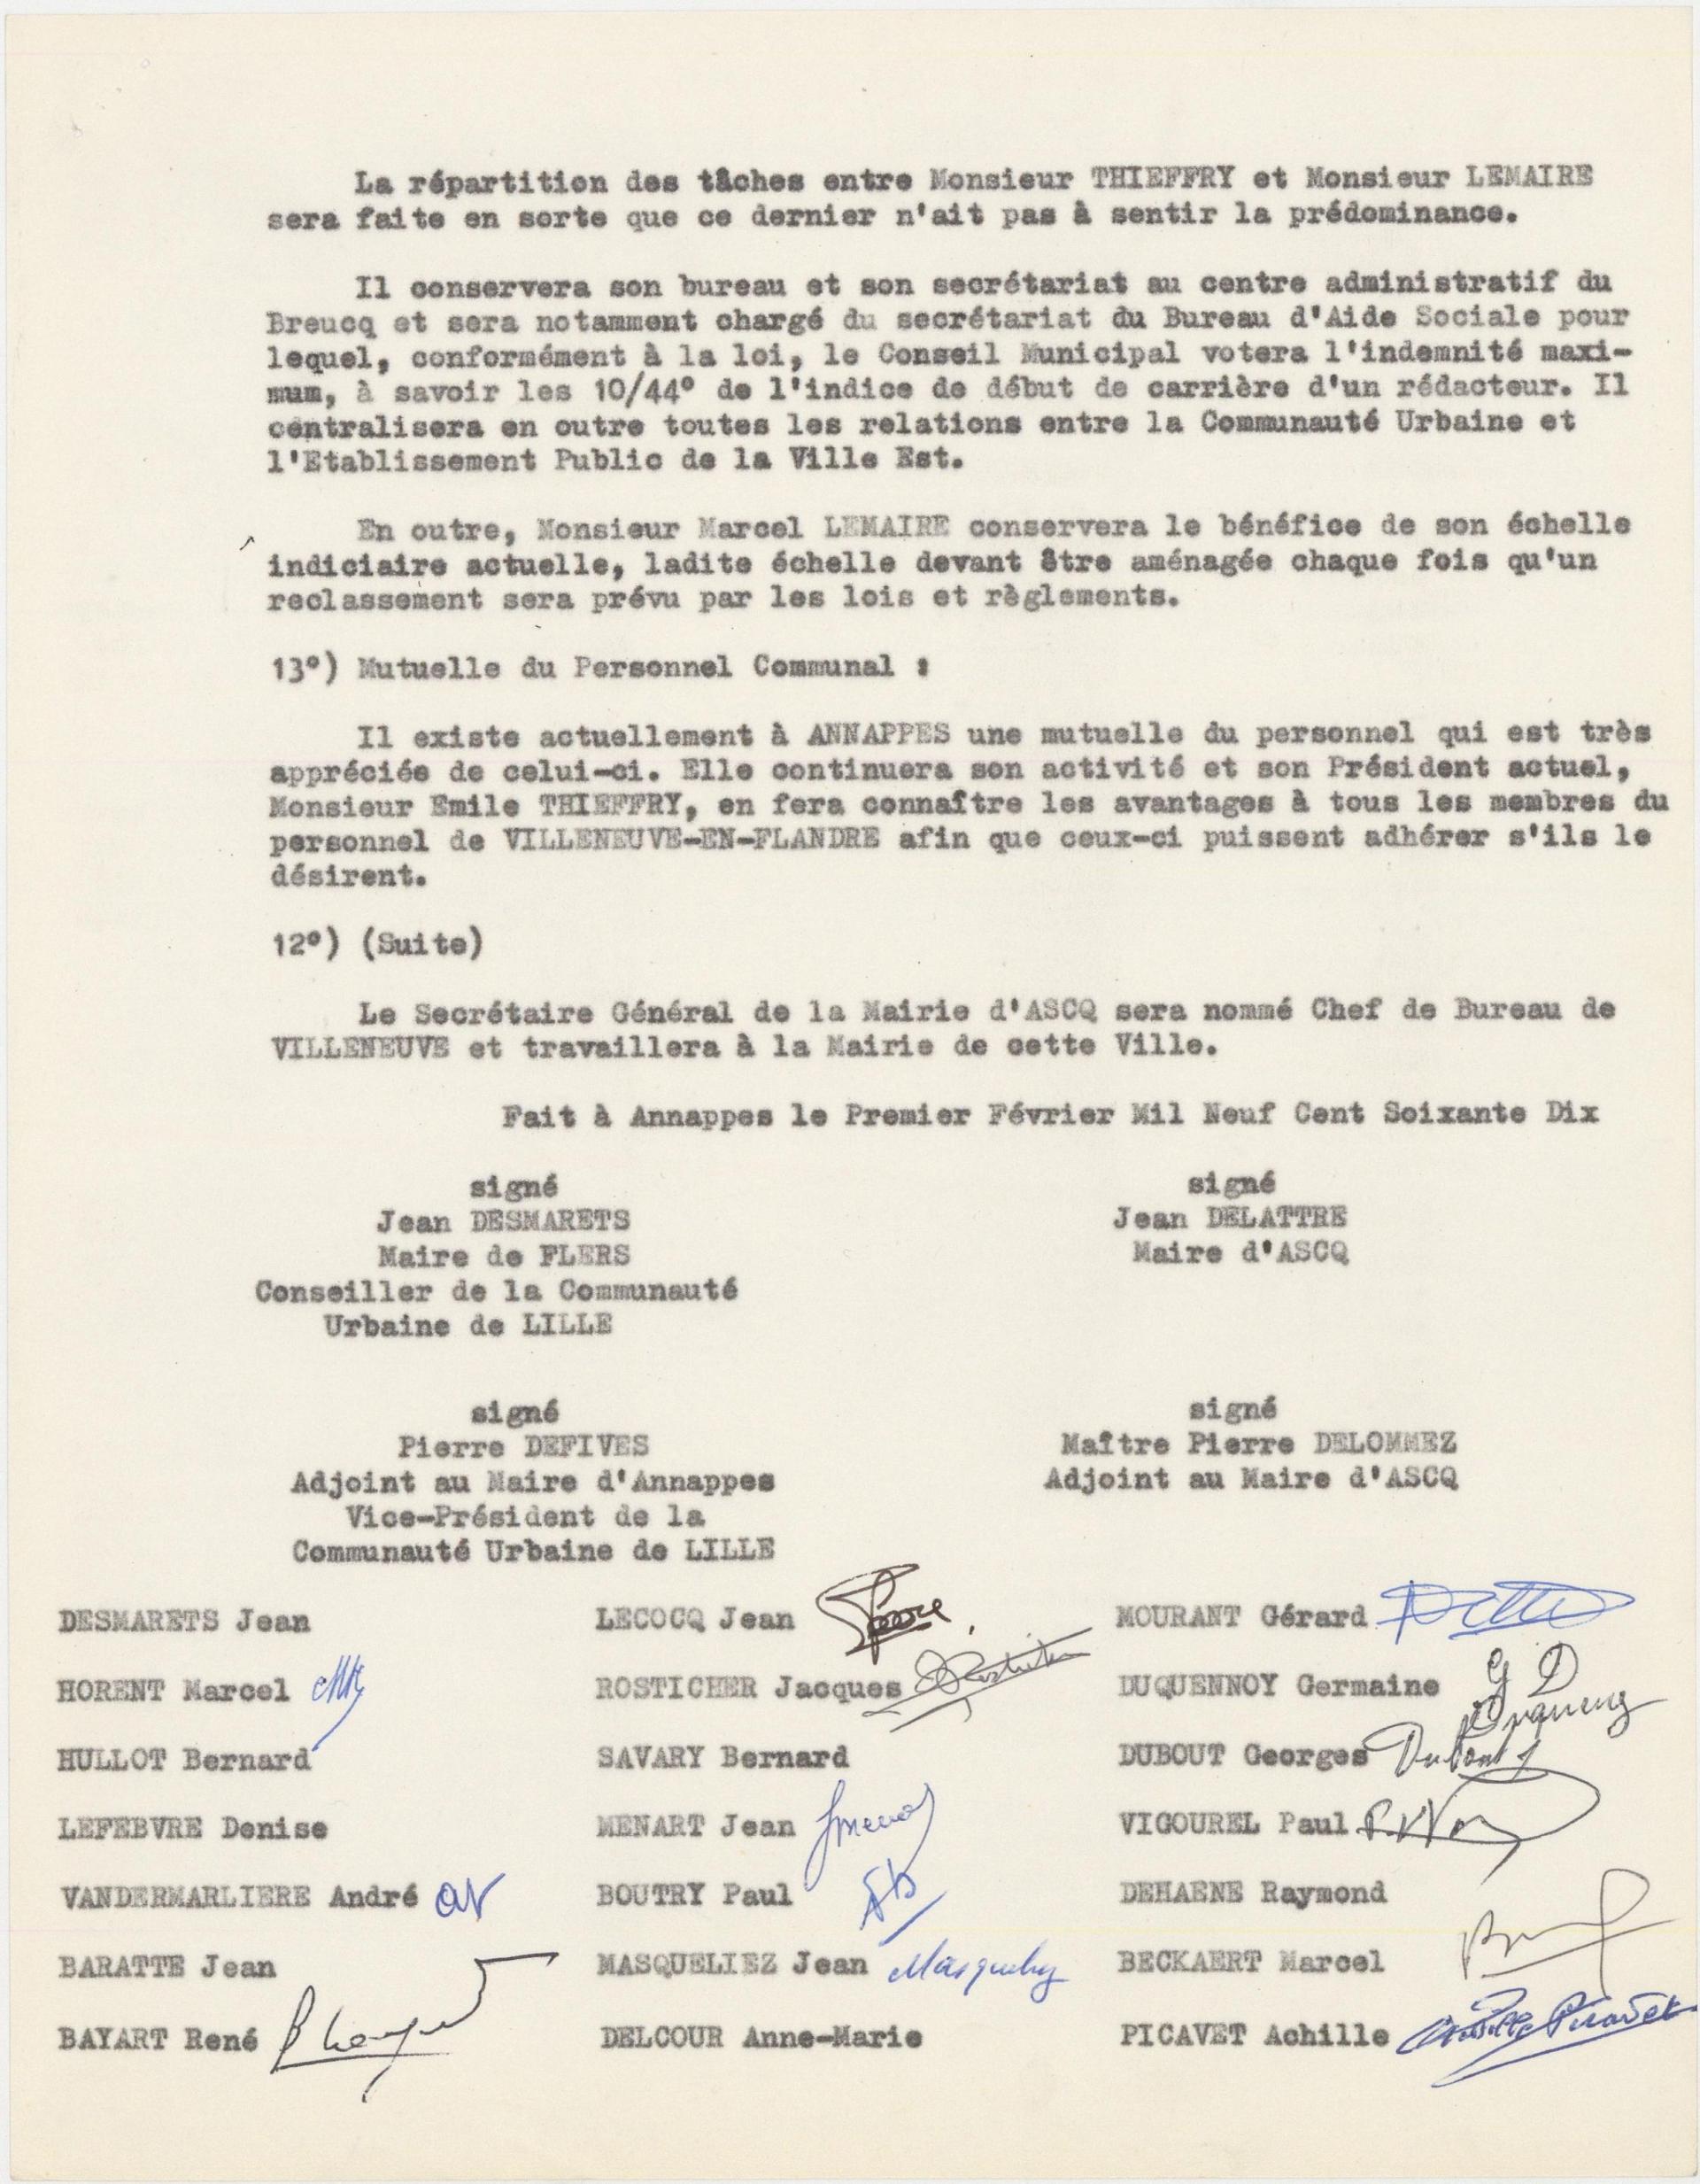 La répartition des tâches entre Monsieur THIEFFRY et Monsieur LEMAIRE
sera faite en sorte que ce dernier n'ait pas à sentir la prédominance.
Il conservera son bureau et son secrétariat au centre administratif du
Breucq et sera notamment chargé du secrétariat du Bureau d'Aide Sociale pour
lequel, conformément à la loi, le Conseil Municipal votera l'indemnité maxi-
mum, à savoir les 10/44° de l'indice de début de carrière d'un rédacteur. Il
centralisera en outre toutes les relations entre la Communauté Urbaine et
l'Etablissement Public de la Ville Est.
En outre, Monsieur Marcel LEMAIRE conservera le bénéfice de son échelle
indiciaire actuelle, ladite échelle devant être aménagée chaque fois qu'un
reclassement sera prévu par les lois et règlements.
13°) Mutuelle du Personnel Communal :
Il existe actuellement à ANNAPPES une mutuelle du personnel qui est très
appréciée de celui-ci. Elle continuera son activité et son Président actuel,
Monsieur Emile THIEFFRY, en fera connaître les avantages à tous les membres du
personnel de VILLENEUVE-EN-FLANDRE afin que ceux-ci puissent adhérer s'ils le
désirent.
12°) (Suite)
Le Secrétaire Général de la Mairie d'ASCQ sera nommé Chef de Bureau de
VILLENEUVE et travaillera à la Mairie de cette Ville.
Fait à Annappes le Premier Février Mil Neuf Cent Soixante Dix
signé
Jean DESMARETS
Maire de FLERS
Conseiller de la Communauté
Urbaine de LILLE
signé
Jean DELATTRE
Maire d'ASCQ
signé
Pierre DEFIVES
Adjoint au Maire d'Annappes
Vice-Président de la
Communauté Urbaine de LILLE
signé
Maître Pierre DELOMMEZ
Adjoint au Maire d'ASCQ
DESMARETS Jean LECOCQ Jean MOURANT Gérard
HORENT Marcel ROSTICHER Jacques DUQUENNOY Germaine
HULLOT Bernard SAVARY Bernard DUBOUT Georges
LEFEBVRE Denise MENART Jean VIGOUREL Paul
VANDERMARLIERE André BOUTRY Paul DEHAENE Raymond
BARATTE Jean MASQUELIEZ Jean BECKAERT Marcel
BAYART René DELCOUR Anne-Marie PICAVET Achille